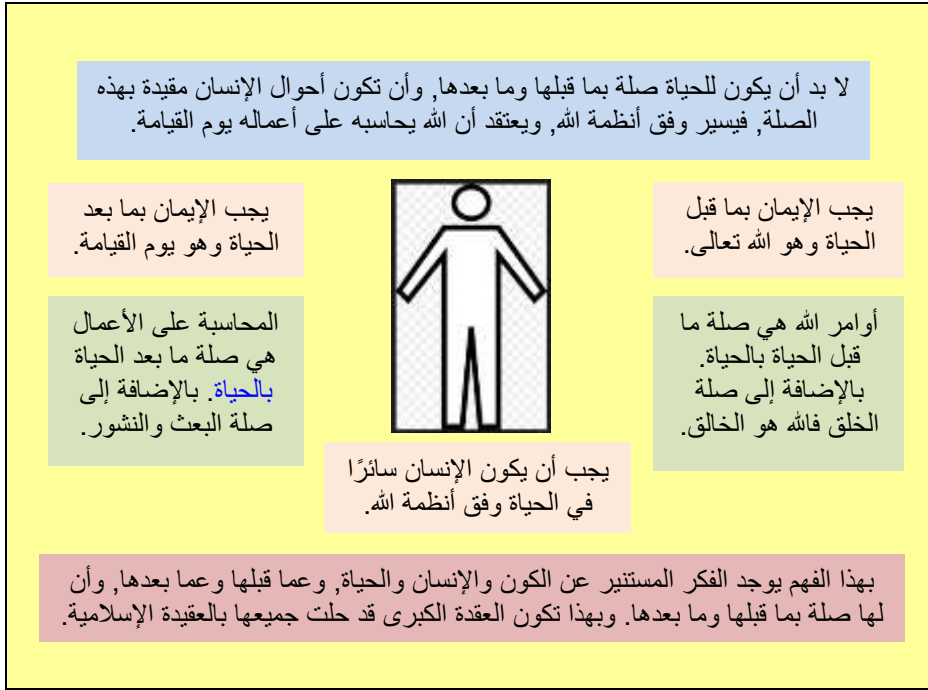 لا بد أن يكون للحياة صلة بما قبلها وما بعدها, وأن تكون أحوال الإنسان مقيدة بهذه
الصلة, فيسير وفق أنظمة الله, ويعتقد أن الله يحاسبه على أعماله يوم القيامة.
يجب الإيمان بما قبل
الحياة وهو الله تعالى.
يجب الإيمان بما بعد
الحياة وهو يوم القيامة.
أوامر الله هي صلة ما
قبل الحياة بالحياة.
بالإضافة إلى صلة
الخلق فالله هو الخالق.
المحاسبة على الأعمال
هي صلة ما بعد الحياة
بالحياة. بالإضافة إلى
صلة البعث والنشور.
يجب أن يكون الإنسان سائرًا
في الحياة وفق أنظمة الله.
بهذا الفهم يوجد الفكر المستنير عن الكون والإنسان والحياة, وعما قبلها وعما بعدها, وأن
لها صلة بما قبلها وما بعدها. وبهذا تكون العقدة الكبرى قد حلت جميعها بالعقيدة الإسلامية.